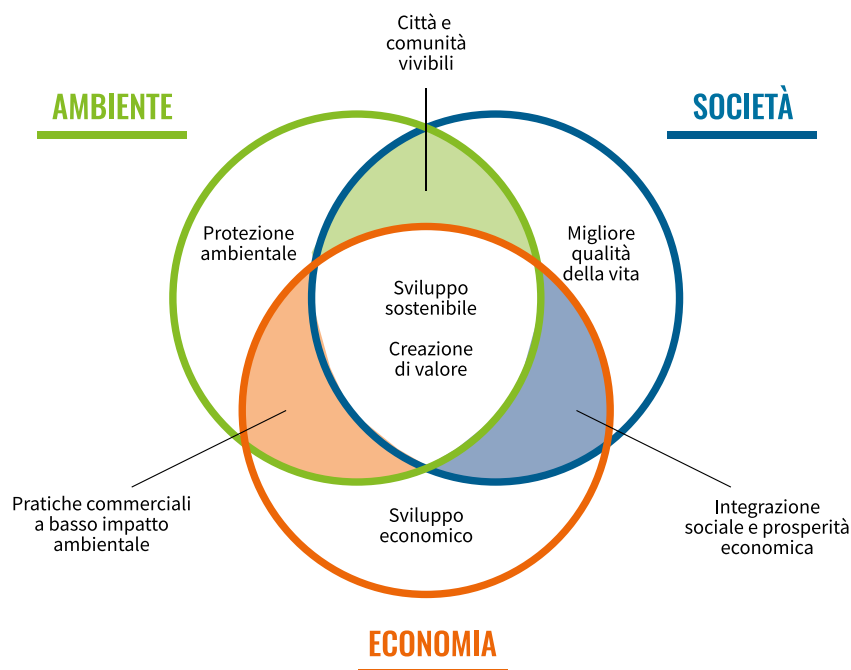 Città e
comunità
vivibili
AMBIENTE
SOCIETÀ
Protezione
ambientale
Migliore
qualità
della vita
Sviluppo
sostenibile
Creazione
di valore
Pratiche commerciali
a basso impatto
ambientale
Sviluppo
economico
Integrazione
sociale e prosperità
economica
ECONOMIA